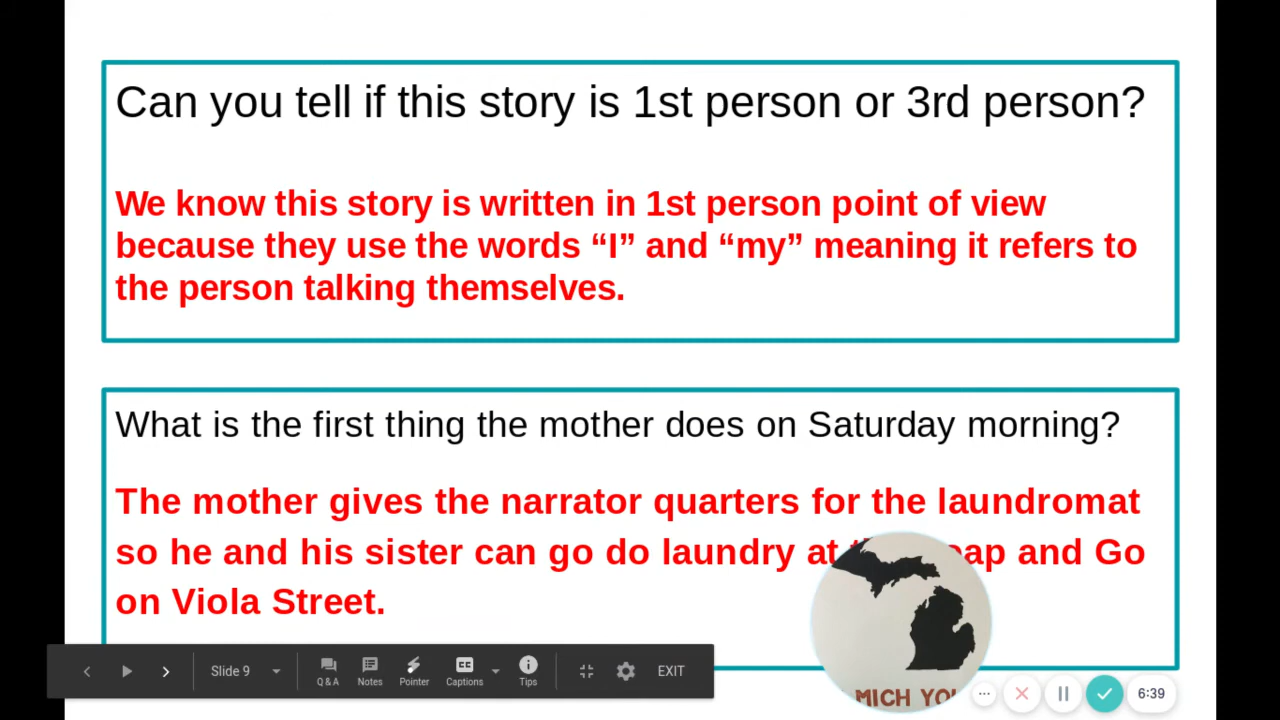 Can you tell if this story is 1st person or 3rd person?
We know this story is written in 1st person point of view
because they use the words “I” and “my” meaning it refers to
the person talking themselves.
What is the first thing the mother does on Saturday morning?
The mother gives the narrator quarters for the laundromat
so he and his sister can go do laundry at and Go
on Viola Street.
Slide 9
Q&A
Notes
Pointer
CC
Captions
Tips
EXIT
MICH YO
6:39